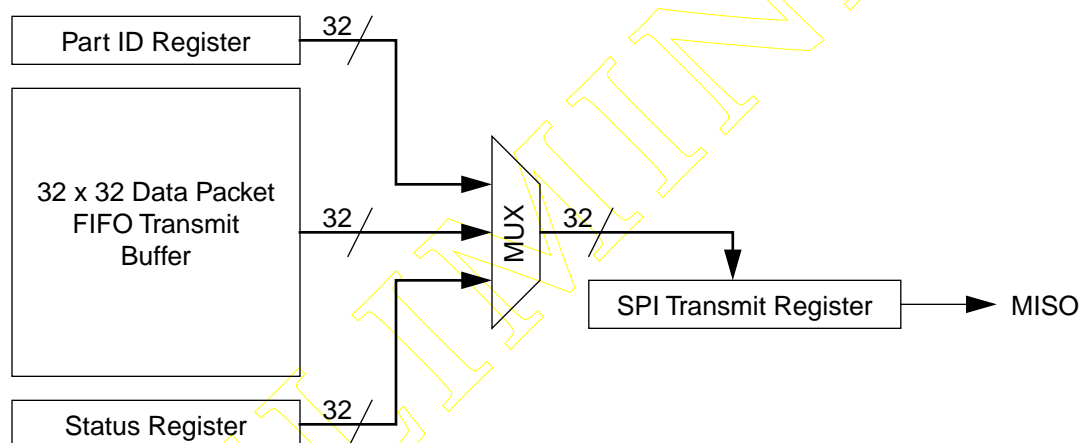 Part ID Register
32
32 x 32 Data Packet
FIFO Transmit
Buffer
32
MUX
32
SPI Transmit Register
MISO
Status Register
32